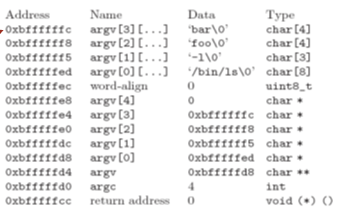 Address Name Data Type
0xbffffffc argv[3][...] 'bar\0' char[4]
0xbffffff8 argv[2][...] 'foo\0' char[4]
0xbffffff5 argv[1][...] '-l\0' char[3]
0xbfffffed argv[0][...] '/bin/ls\0' char[8]
0xbfffffec word-align 0 uint8_t
0xbfffffe8 argv[4] 0 char *
0xbfffffe4 argv[3] 0xbffffffc char *
0xbfffffe0 argv[2] 0xbffffff8 char *
0xbfffffdc argv[1] 0xbffffff5 char *
0xbfffffd8 argv[0] 0xbfffffed char *
0xbfffffd4 argv 0xbfffffd8 char **
0xbfffffd0 argc 4 int
0xbfffffcc return address 0 void (*) ()